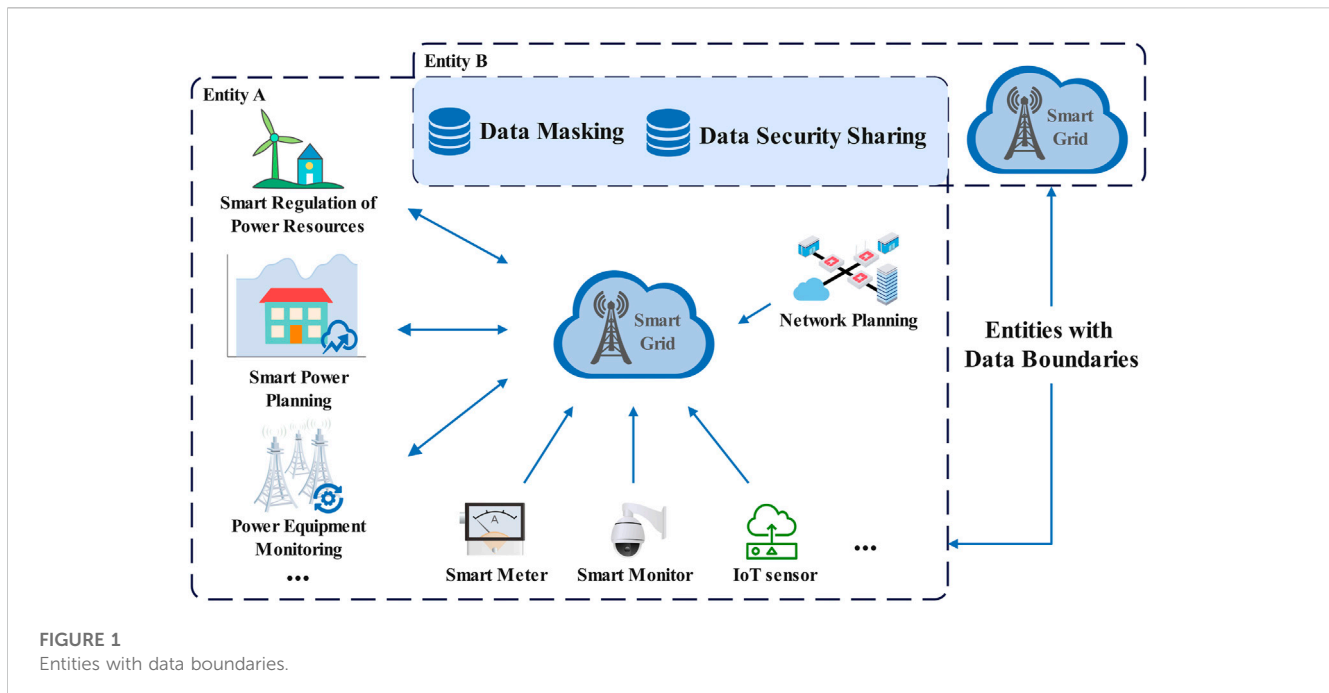 Entity B
Entity A
Data Masking
Data Security Sharing
Smart
Grid
Smart Regulation of
Power Resources
Smart
Grid
Network Planning
Entities with
Data Boundaries
Smart Power
Planning
Power Equipment
Monitoring
...
A
Smart Meter
Smart Monitor
IoT sensor
...
FIGURE 1
Entities with data boundaries.